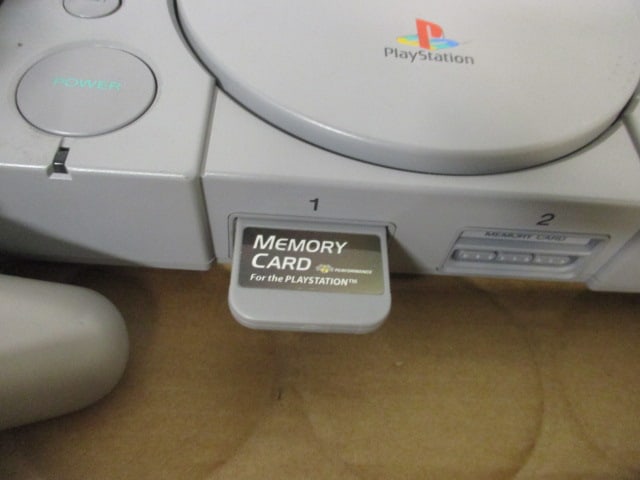 POWER
PlayStation
1
2
MEMORY CARD
MEMORY
CARD
PERFORMANCE
For the PLAYSTATION™